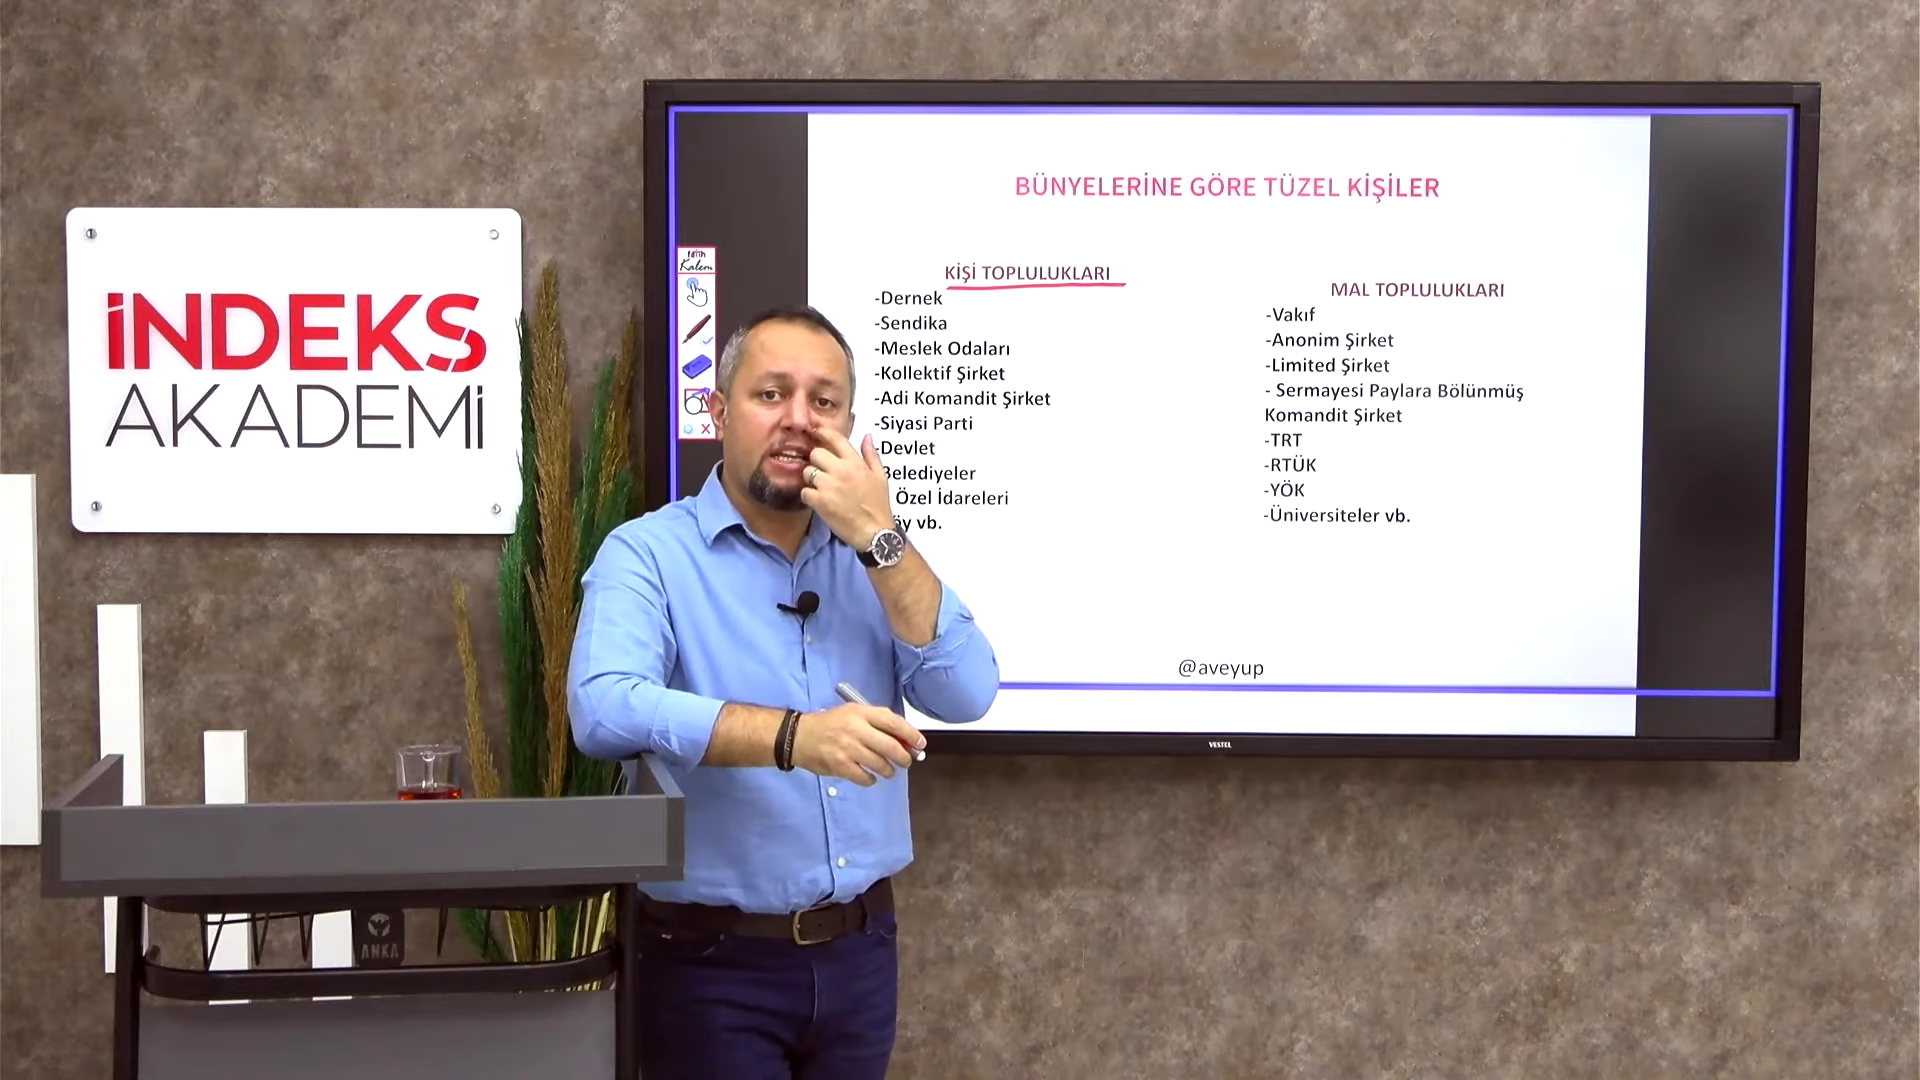 İNDEKS
AKADEMİ
BÜNYELERİNE GÖRE TÜZEL KİŞİLER
KİŞİ TOPLULUKLARI
-Dernek
-Sendika
-Meslek Odaları
-Kollektif Şirket
-Adi Komandit Şirket
-Siyasi Parti
-Devlet
Belediyeler
Özel İdareleri
vb.
MAL TOPLULUKLARI
-Vakıf
-Anonim Şirket
-Limited Şirket
- Sermayesi Paylara Bölünmüş
Komandit Şirket
-TRT
-RTÜK
-YÖK
-Üniversiteler vb.
@aveyup
Kalem
VESTEL
ANKA